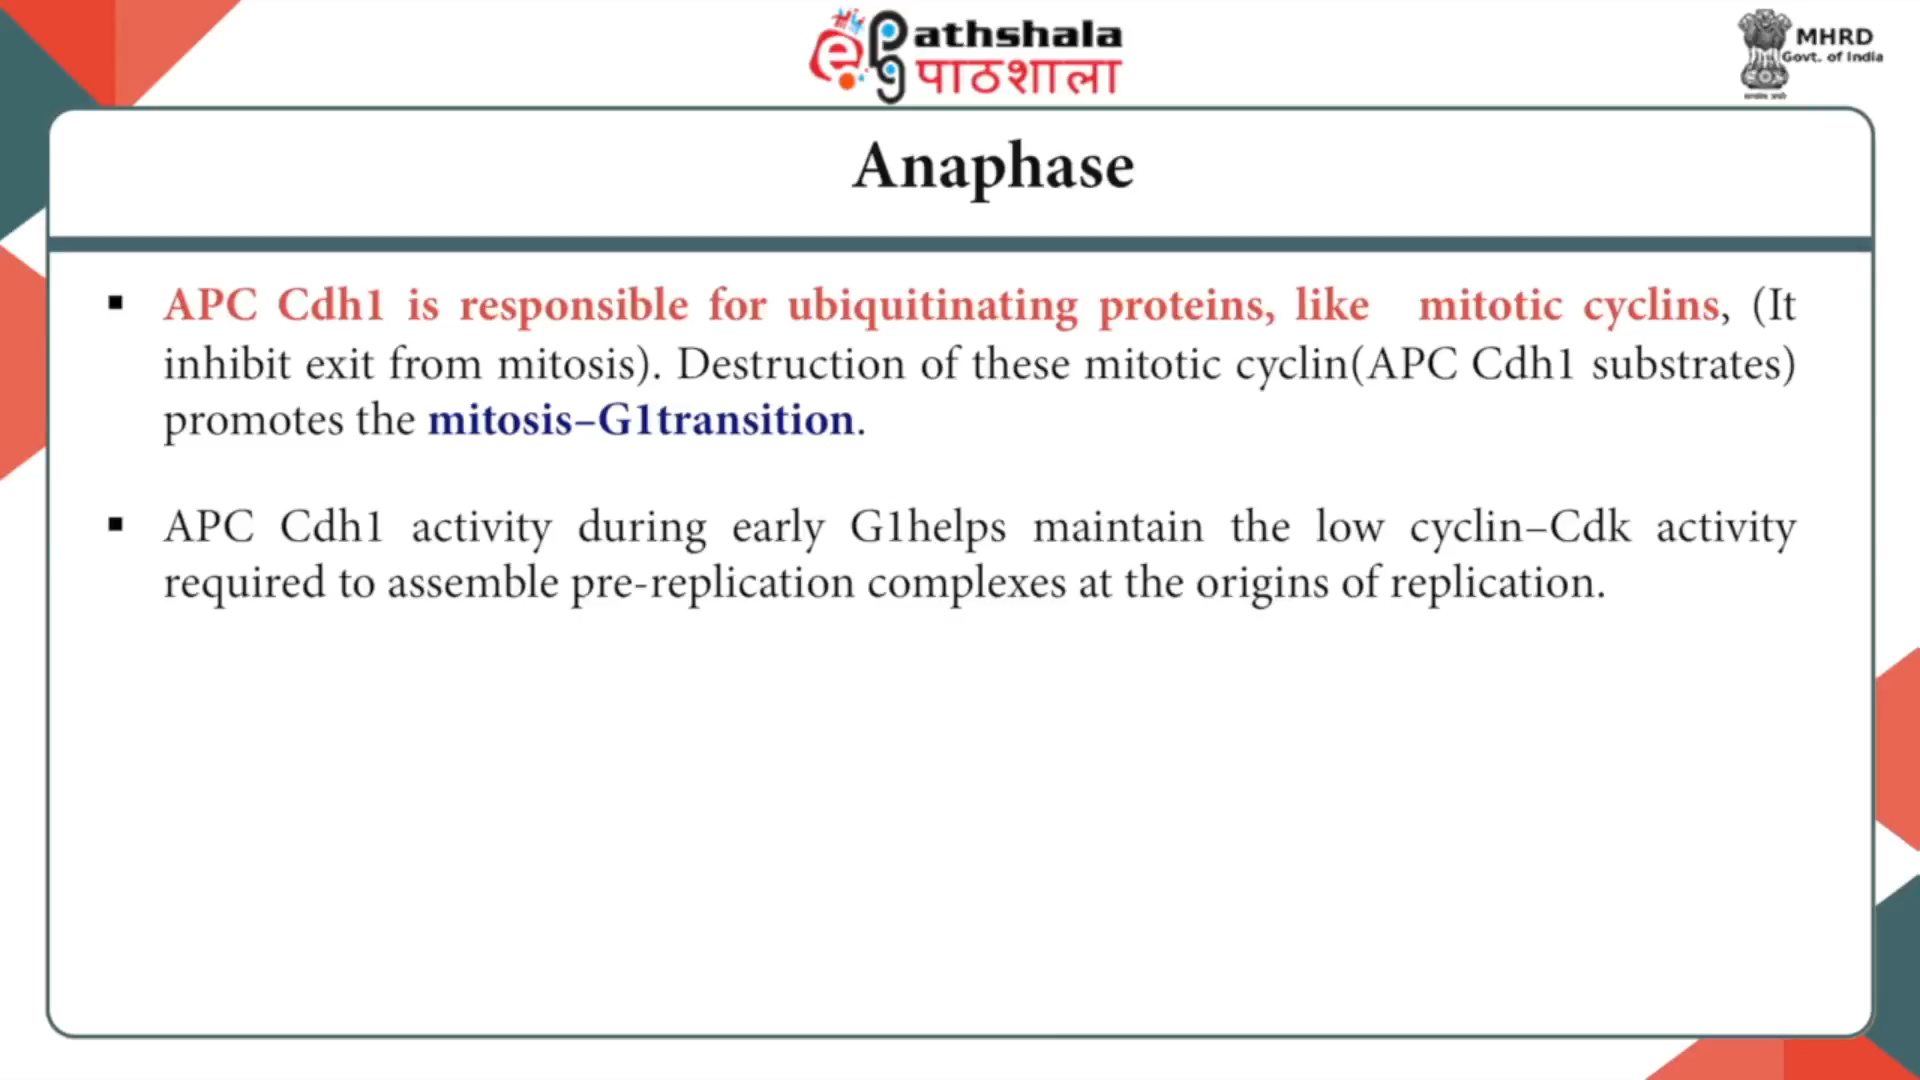 ePG Pathshala
पाठशाला
MHRD
Govt. of India
Anaphase
▪ APC Cdh1 is responsible for ubiquitinating proteins, like mitotic cyclins, (It
inhibit exit from mitosis). Destruction of these mitotic cyclin(APC Cdh1 substrates)
promotes the mitosis–G1transition.
▪ APC Cdh1 activity during early G1helps maintain the low cyclin–Cdk activity
required to assemble pre-replication complexes at the origins of replication.